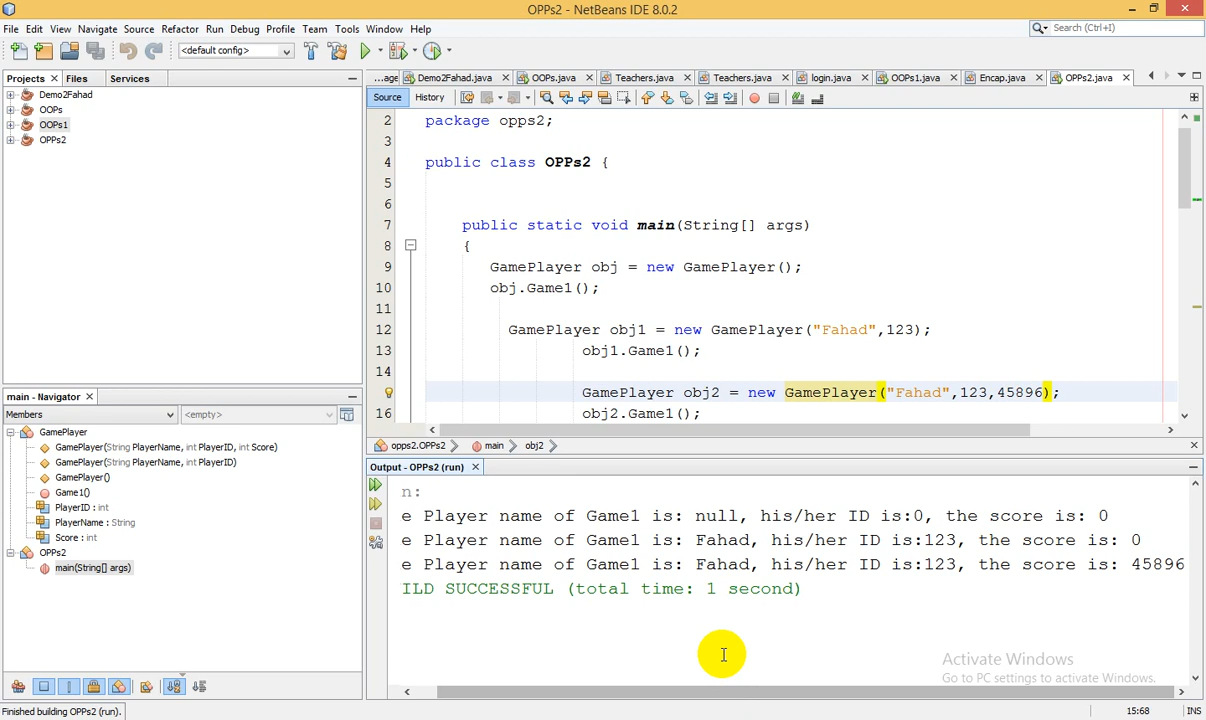 OPPs2 - NetBeans IDE 8.0.2
File Edit View Navigate Source Refactor Run Debug Profile Team Tools Window Help
Search (Ctrl+I)
<default config>
Projects Files Services
...age Demo2Fahad.java OOPs.java Teachers.java Teachers.java login.java OOPs1.java Encap.java OPPs2.java
Demo2Fahad
OOPs
OOPs1
OPPs2
Source History
2 package opps2;
3
4 public class OPPs2 {
5
6
7 public static void main(String[] args)
8 {
9 GamePlayer obj = new GamePlayer();
10 obj.Game1();
11
12 GamePlayer obj1 = new GamePlayer("Fahad",123);
13 obj1.Game1();
14
GamePlayer obj2 = new GamePlayer("Fahad",123,45896);
16 obj2.Game1();
opps2.OPPs2 main obj2
main - Navigator
Members <empty>
GamePlayer
GamePlayer(String PlayerName, int PlayerID, int Score)
GamePlayer(String PlayerName, int PlayerID)
GamePlayer()
Game1()
PlayerID : int
PlayerName : String
Score : int
OPPs2
main(String[] args)
Output - OPPs2 (run)
n:
e Player name of Game1 is: null, his/her ID is:0, the score is: 0
e Player name of Game1 is: Fahad, his/her ID is:123, the score is: 0
e Player name of Game1 is: Fahad, his/her ID is:123, the score is: 45896
ILD SUCCESSFUL (total time: 1 second)
Activate Windows
Go to PC settings to activate Windows.
Finished building OPPs2 (run).
15:68 INS